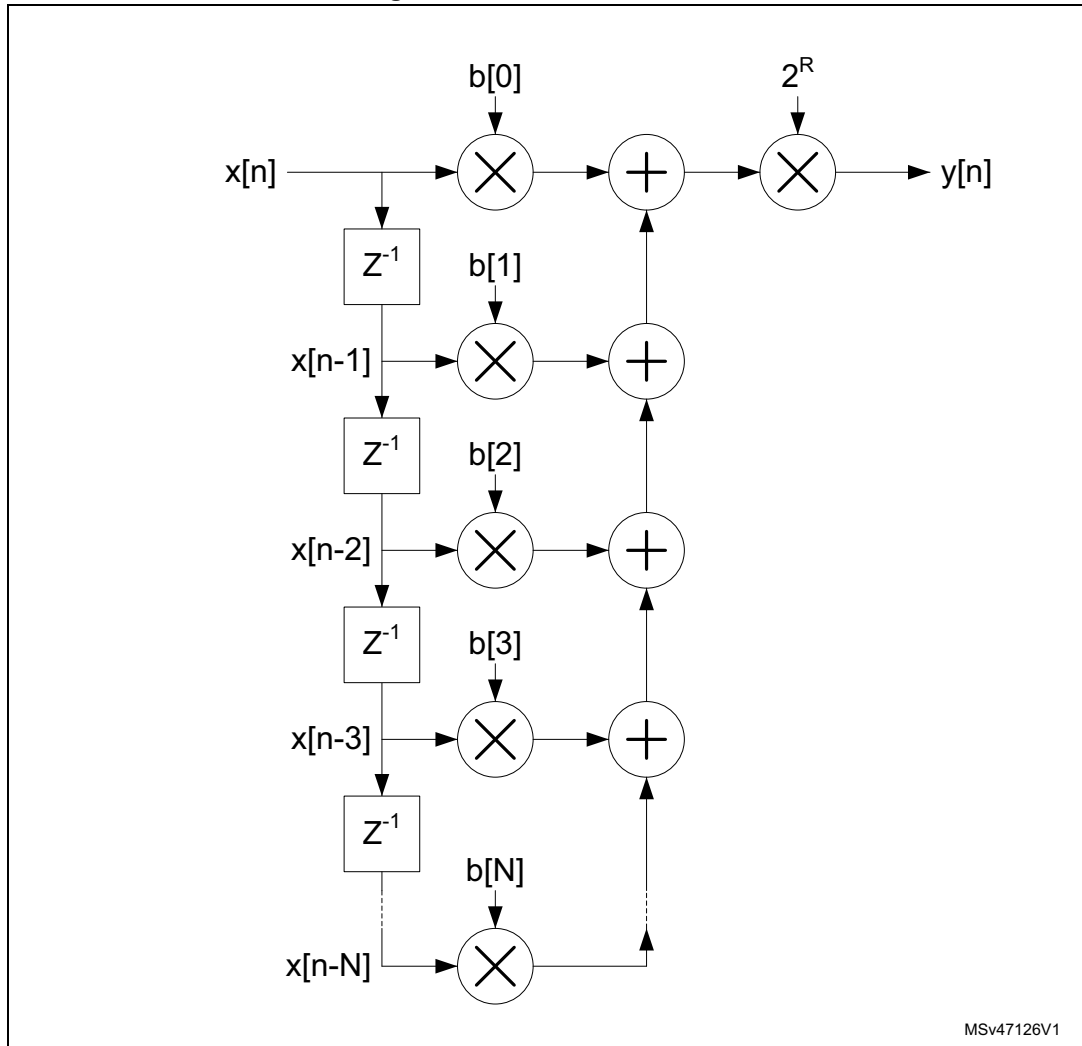 b[0]
2^R
x[n]
y[n]
Z^-1
b[1]
x[n-1]
Z^-1
b[2]
x[n-2]
Z^-1
b[3]
x[n-3]
Z^-1
b[N]
x[n-N]
MSv47126V1